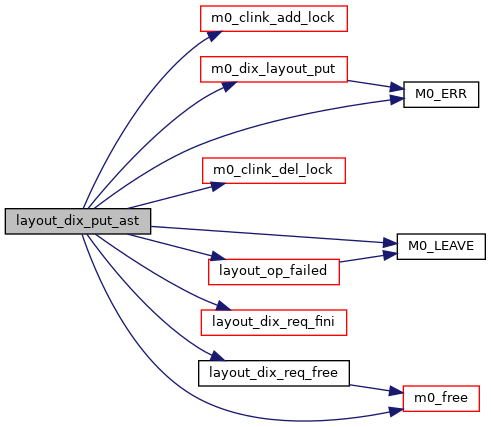 m0_clink_add_lock
m0_dix_layout_put
M0_ERR
m0_clink_del_lock
layout_dix_put_ast
M0_LEAVE
layout_op_failed
layout_dix_req_fini
layout_dix_req_free
m0_free